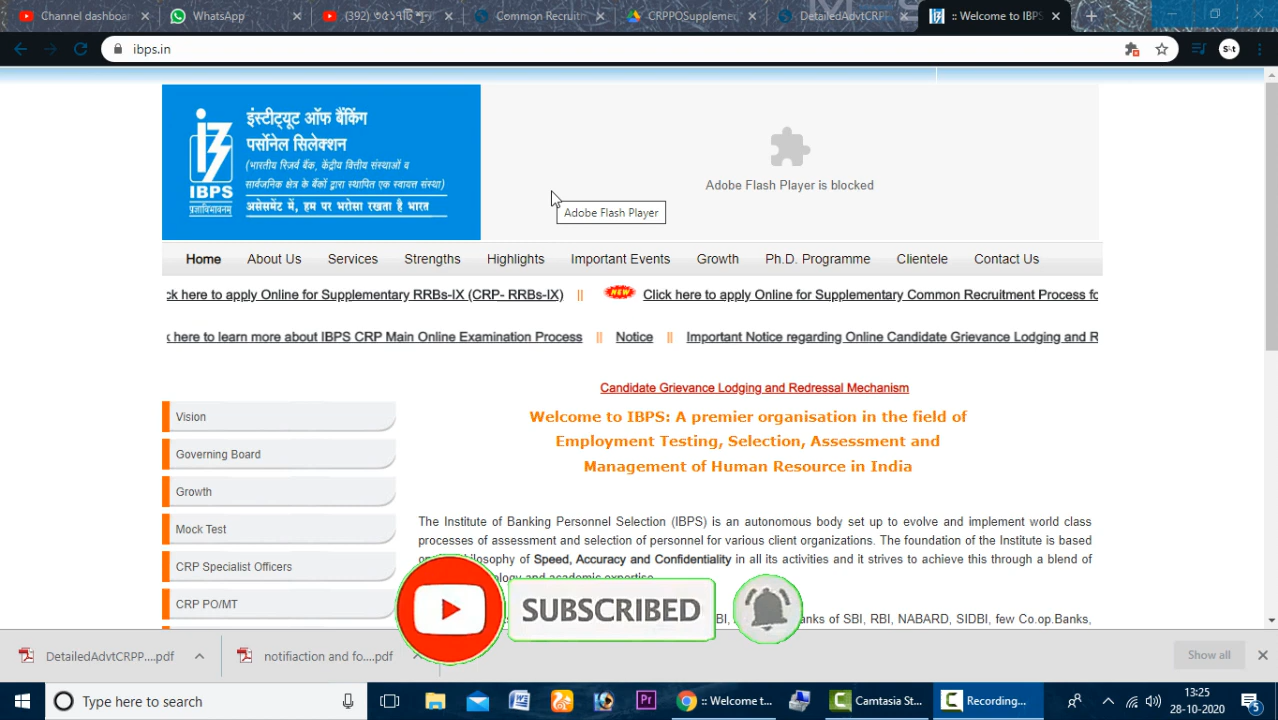 Channel dashboa
WhatsApp
Common Recruitm
CRPPOSupplemen
DetailedAdvtCRP
:: Welcome to IBPS
ibps.in
S4t
इंस्टीट्यूट ऑफ बैंकिंग
पर्सोनेल सिलेक्शन
(भारतीय रिज़र्व बैंक, केंद्रीय वित्तीय संस्थाओं व
सार्वजनिक क्षेत्र के बैंकों द्वारा स्थापित एक स्वायत्त संस्था)
IBPS
असेसमेंट में, हम पर भरोसा रखता है भारत
Adobe Flash Player is blocked
Adobe Flash Player
Home About Us Services Strengths Highlights Important Events Growth Ph.D. Programme Clientele Contact Us
ck here to apply Online for Supplementary RRBs-IX (CRP- RRBs-IX) || NEW Click here to apply Online for Supplementary Common Recruitment Process fo
k here to learn more about IBPS CRP Main Online Examination Process || Notice || Important Notice regarding Online Candidate Grievance Lodging and R
Candidate Grievance Lodging and Redressal Mechanism
Welcome to IBPS: A premier organisation in the field of
Employment Testing, Selection, Assessment and
Management of Human Resource in India
Vision
Governing Board
Growth
Mock Test
CRP Specialist Officers
CRP PO/MT
The Institute of Banking Personnel Selection (IBPS) is an autonomous body set up to evolve and implement world class
processes of assessment and selection of personnel for various client organizations. The foundation of the Institute is based
Speed, Accuracy and Confidentiality in all its activities and it strives to achieve this through a blend of
and academic expertise.
SUBSCRIBED
of SBI, RBI, NABARD, SIDBI, few Co.op.Banks,
DetailedAdvtCRPP....pdf
notifiaction and fo....pdf
Show all
Type here to search
:: Welcome t...
Camtasia St...
Recording...
13:25
28-10-2020
5